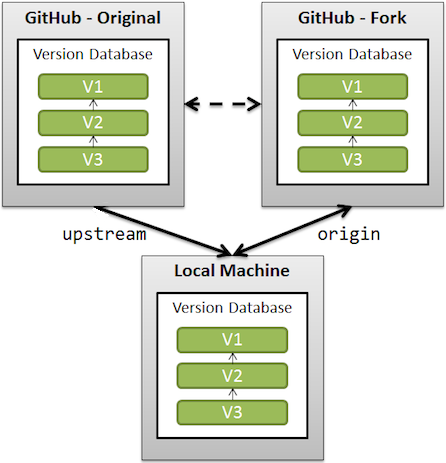 GitHub - Original
Version Database
V1
V2
V3
GitHub - Fork
Version Database
V1
V2
V3
upstream
origin
Local Machine
Version Database
V1
V2
V3